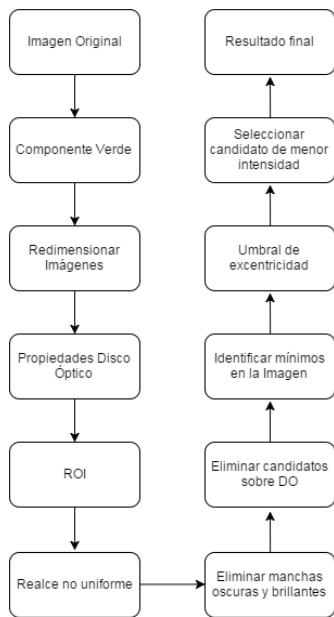 Imagen Original
Componente Verde
Redimensionar
Imágenes
Propiedades Disco
Óptico
ROI
Realce no uniforme
Eliminar manchas
oscuras y brillantes
Eliminar candidatos
sobre DO
Identificar mínimos
en la Imagen
Umbral de
excentricidad
Seleccionar
candidato de menor
intensidad
Resultado final